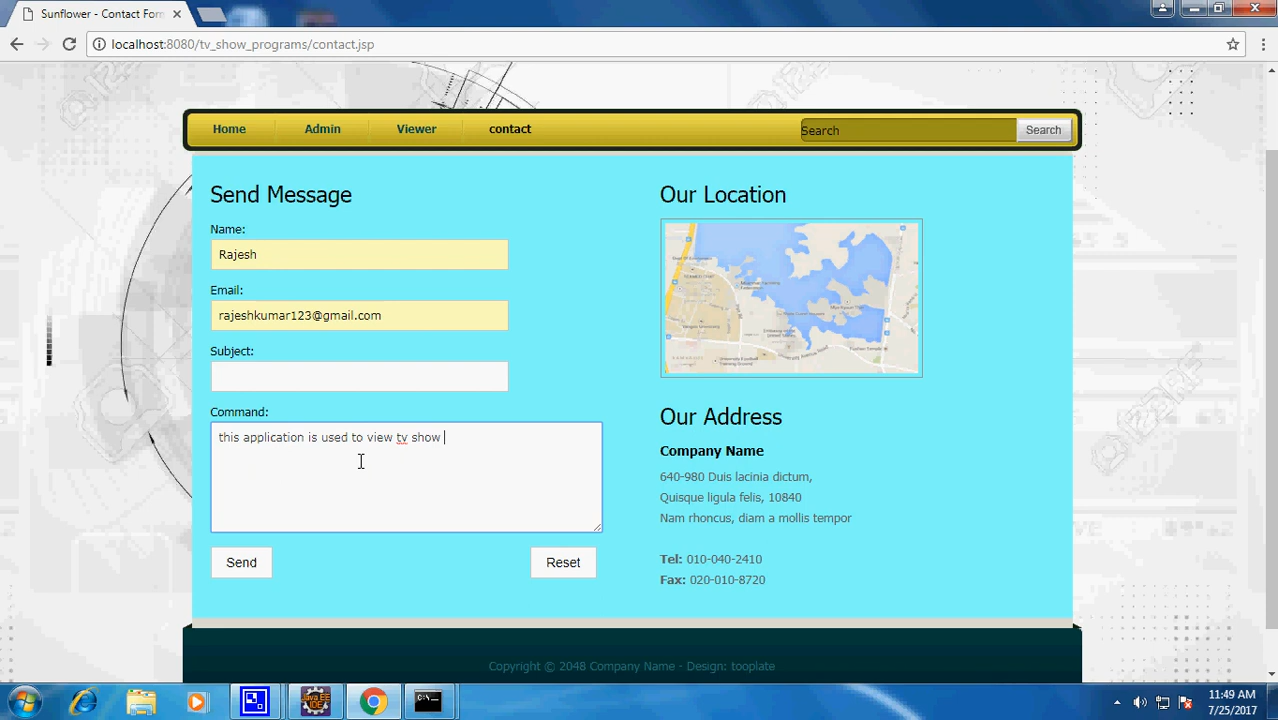 Sunflower - Contact Form
localhost:8080/tv_show_programs/contact.jsp
Home Admin Viewer contact
Search Search
Send Message
Name:
Rajesh
Email:
rajeshkumar123@gmail.com
Subject:
Command:
this application is used to view tv show
Send Reset
Our Location
Our Address
Company Name
640-980 Duis lacinia dictum,
Quisque ligula felis, 10840
Nam rhoncus, diam a mollis tempor
Tel: 010-040-2410
Fax: 020-010-8720
Copyright © 2048 Company Name - Design: tooplate
Java EE
IDE
C:\
11:49 AM
7/25/2017